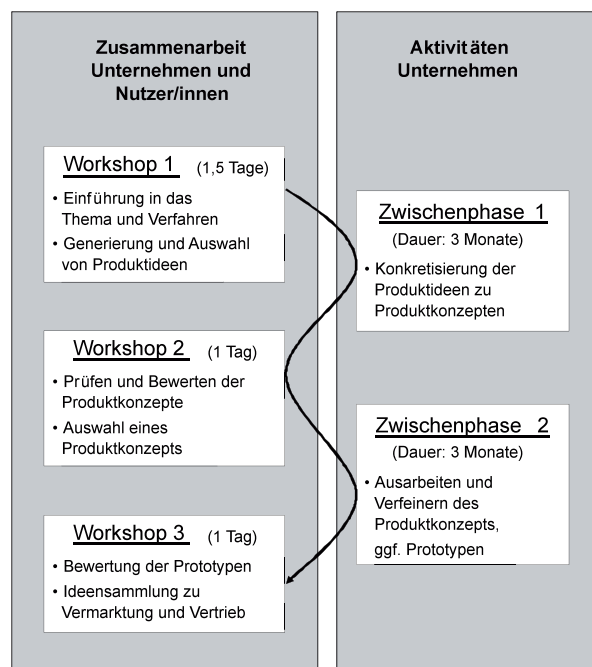 Zusammenarbeit
Unternehmen und
Nutzer/innen
Workshop 1 (1,5 Tage)
• Einführung in das
Thema und Verfahren
• Generierung und Auswahl
von Produktideen
Workshop 2 (1 Tag)
• Prüfen und Bewerten der
Produktkonzepte
• Auswahl eines
Produktkonzepts
Workshop 3 (1 Tag)
• Bewertung der Prototypen
• Ideensammlung zu
Vermarktung und Vertrieb
Aktivitäten
Unternehmen
Zwischenphase 1
(Dauer: 3 Monate)
• Konkretisierung der
Produktideen zu
Produktkonzepten
Zwischenphase 2
(Dauer: 3 Monate)
• Ausarbeiten und
Verfeinern des
Produktkonzepts,
ggf. Prototypen